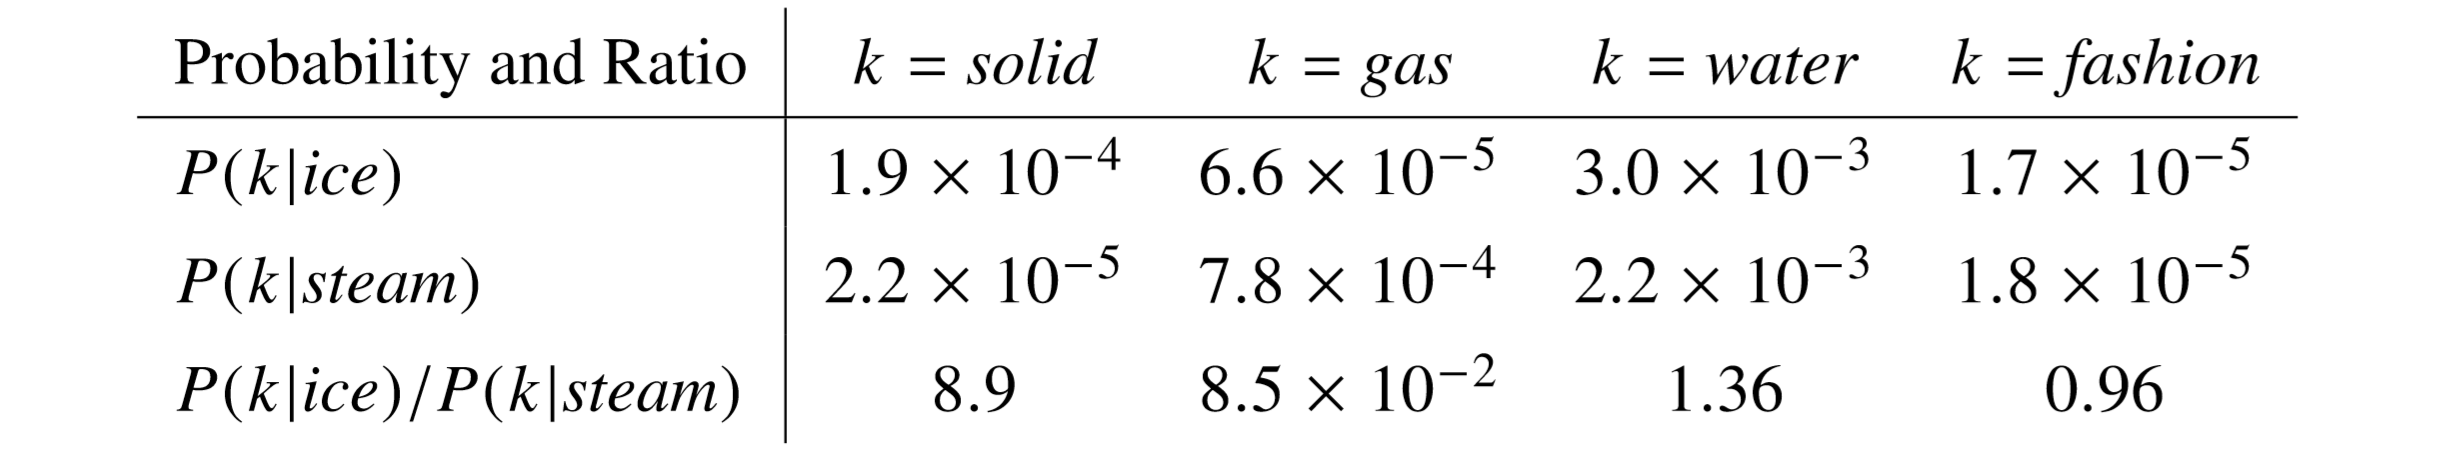 Probability and Ratio k = solid k = gas k = water k = fashion
P(k|ice) 1.9 × 10⁻⁴ 6.6 × 10⁻⁵ 3.0 × 10⁻³ 1.7 × 10⁻⁵
P(k|steam) 2.2 × 10⁻⁵ 7.8 × 10⁻⁴ 2.2 × 10⁻³ 1.8 × 10⁻⁵
P(k|ice)/P(k|steam) 8.9 8.5 × 10⁻² 1.36 0.96